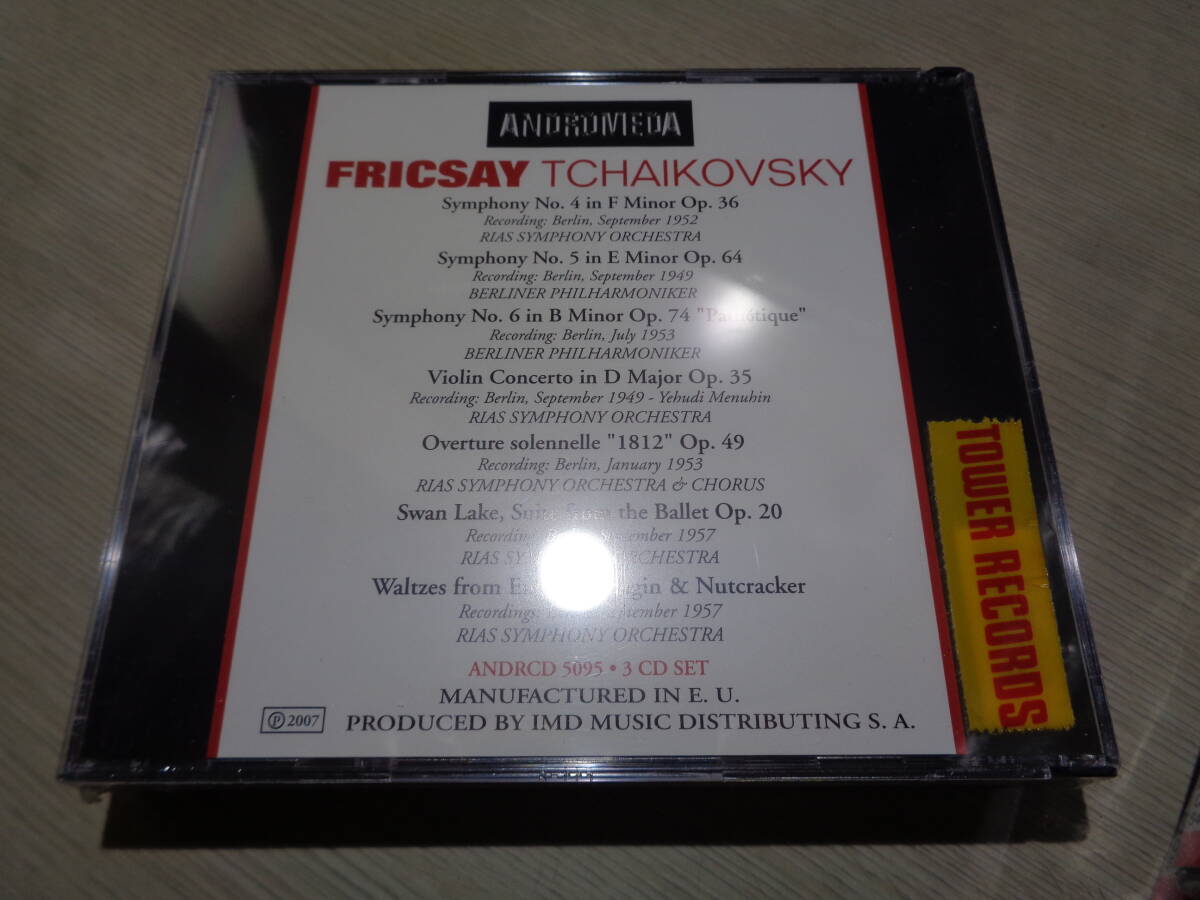 ANDROMEDA
FRICSAY TCHAIKOVSKY
Symphony No. 4 in F Minor Op. 36
Recording: Berlin, September 1952
RIAS SYMPHONY ORCHESTRA
Symphony No. 5 in E Minor Op. 64
Recording: Berlin, September 1949
BERLINER PHILHARMONIKER
Symphony No. 6 in B Minor Op. 74 "Pathétique"
Recording: Berlin, July 1953
BERLINER PHILHARMONIKER
Violin Concerto in D Major Op. 35
Recording: Berlin, September 1949 - Yehudi Menuhin
RIAS SYMPHONY ORCHESTRA
Overture solennelle "1812" Op. 49
Recording: Berlin, January 1953
RIAS SYMPHONY ORCHESTRA & CHORUS
Swan Lake, Suite from the Ballet Op. 20
September 1957
RIAS SYMPHONY ORCHESTRA
Waltzes from & Nutcracker
September 1957
RIAS SYMPHONY ORCHESTRA
ANDRCD 5095 • 3 CD SET
MANUFACTURED IN E. U.
℗ 2007 PRODUCED BY IMD MUSIC DISTRIBUTING S. A.
TOWER RECORDS